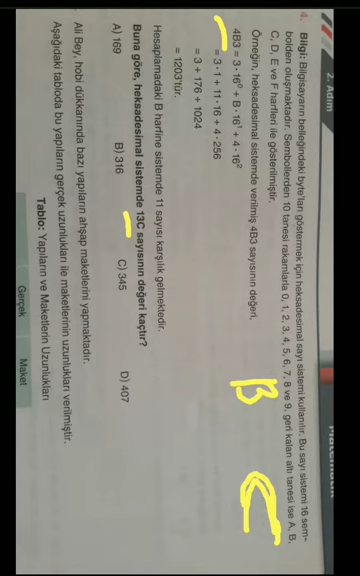 2. Adım
Matematik
4. Bilgi: Bilgisayarın belleğindeki byte'ları göstermek için heksadesimal sayı sistemi kullanılır. Bu sayı sistemi 16 sem-
bolden oluşmaktadır. Sembollerden 10 tanesi rakamlarla 0, 1, 2, 3, 4, 5, 6, 7, 8 ve 9, geri kalan altı tanesi ise A, B,
C, D, E ve F harfleri ile gösterilmiştir.
Örneğin, heksadesimal sistemde verilmiş 4B3 sayısının değeri,
4B3 = 3·16⁰ + B·16¹ + 4·16²
= 3·1 + 11·16 + 4·256
= 3 + 176 + 1024
= 1203'tür.
B C
Hesaplamadaki B harfine sistemde 11 sayısı karşılık gelmektedir.
Buna göre, heksadesimal sistemde 13C sayısının değeri kaçtır?
A) 169 B) 316 C) 345 D) 407
Ali Bey, hobi dükkanında bazı yapıların ahşap maketlerini yapmaktadır.
Aşağıdaki tabloda bu yapıların gerçek uzunlukları ile maketlerinin uzunlukları verilmiştir.
Tablo: Yapıların ve Maketlerin Uzunlukları
Gerçek Maket